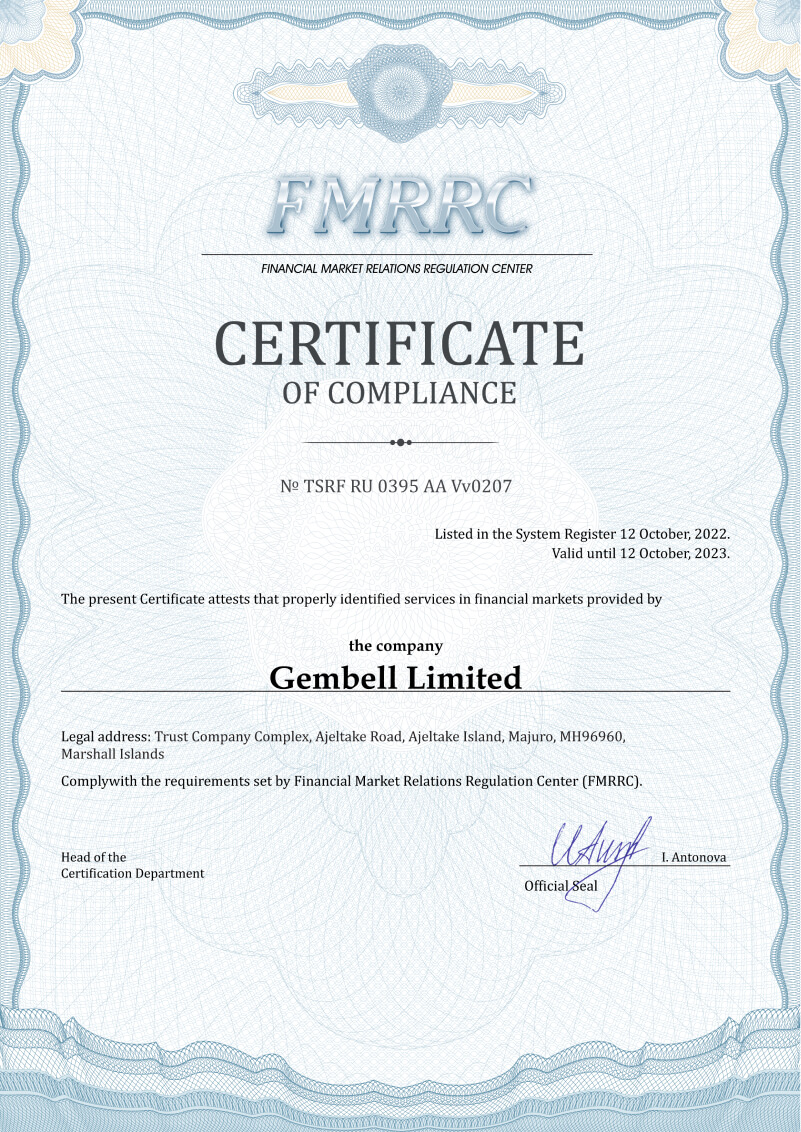 FMRRC
FINANCIAL MARKET RELATIONS REGULATION CENTER
CERTIFICATE
OF COMPLIANCE
№ TSRF RU 0395 AA Vv0207
Listed in the System Register 12 October, 2022.
Valid until 12 October, 2023.
The present Certificate attests that properly identified services in financial markets provided by
the company
Gembell Limited
Legal address: Trust Company Complex, Ajeltake Road, Ajeltake Island, Majuro, MH96960,
Marshall Islands
Complywith the requirements set by Financial Market Relations Regulation Center (FMRRC).
Head of the
Certification Department
I. Antonova
Official Seal